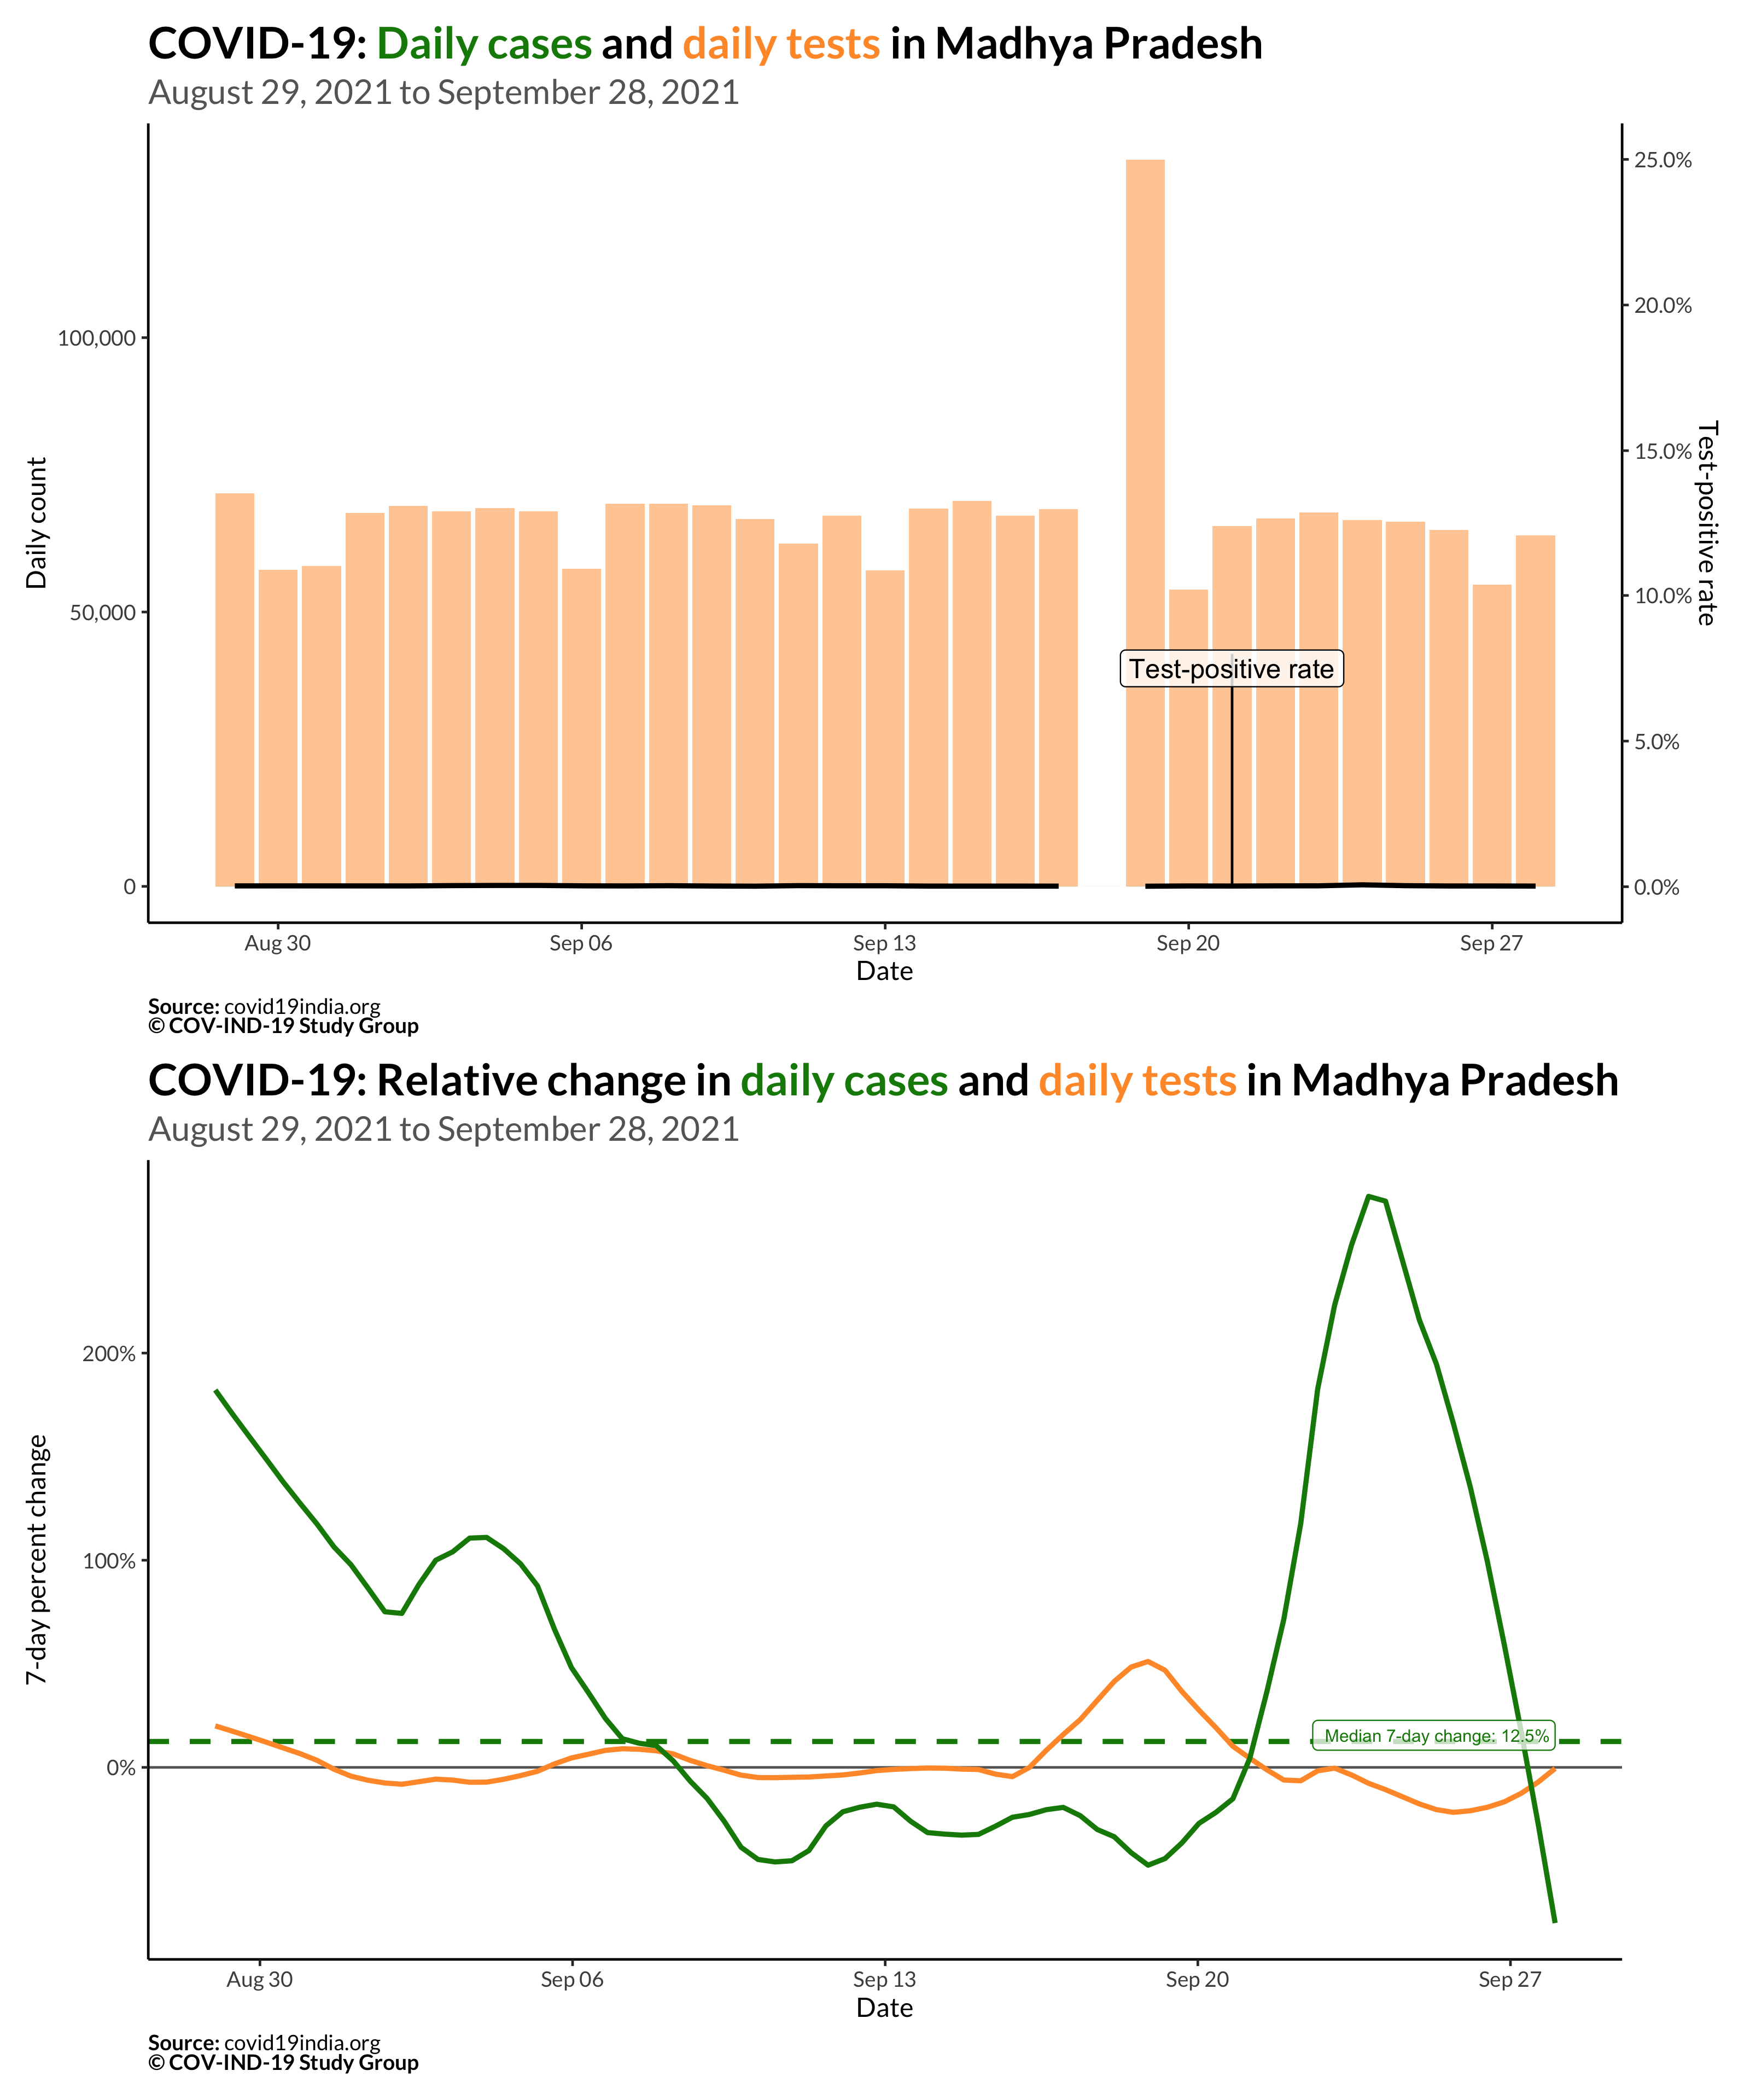 COVID-19: Daily cases and daily tests in Madhya Pradesh
August 29, 2021 to September 28, 2021
Daily count
100,000
50,000
0
25.0%
20.0%
15.0%
10.0%
5.0%
0.0%
Test-positive rate
Test-positive rate
Aug 30
Sep 06
Sep 13
Sep 20
Sep 27
Date
Source: covid19india.org
© COV-IND-19 Study Group
COVID-19: Relative change in daily cases and daily tests in Madhya Pradesh
August 29, 2021 to September 28, 2021
7-day percent change
200%
100%
0%
Median 7-day change: 12.5%
Aug 30
Sep 06
Sep 13
Sep 20
Sep 27
Date
Source: covid19india.org
© COV-IND-19 Study Group